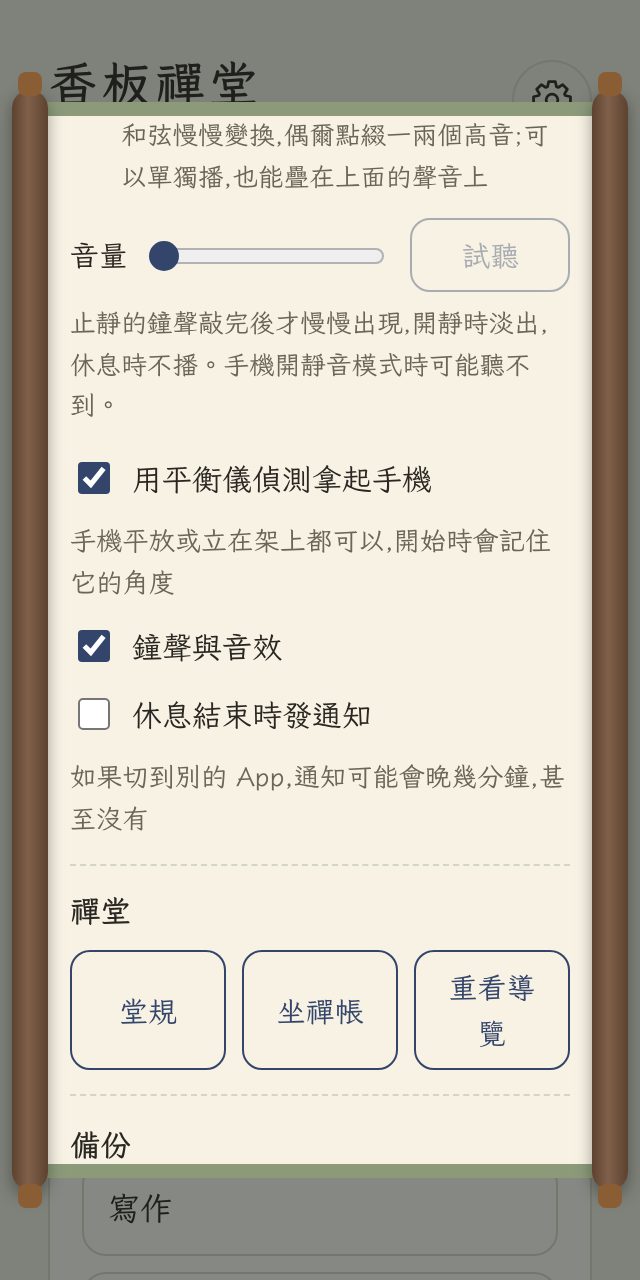 香板禪堂
和弦慢慢變換,偶爾點綴一兩個高音;可
以單獨播,也能疊在上面的聲音上
音量
試聽
止靜的鐘聲敲完後才慢慢出現,開靜時淡出,
休息時不播。手機開靜音模式時可能聽不
到。
用平衡儀偵測拿起手機
手機平放或立在架上都可以,開始時會記住
它的角度
鐘聲與音效
休息結束時發通知
如果切到別的 App,通知可能會晚幾分鐘,甚
至沒有
禪堂
堂規
坐禪帳
重看導
覽
備份
寫作